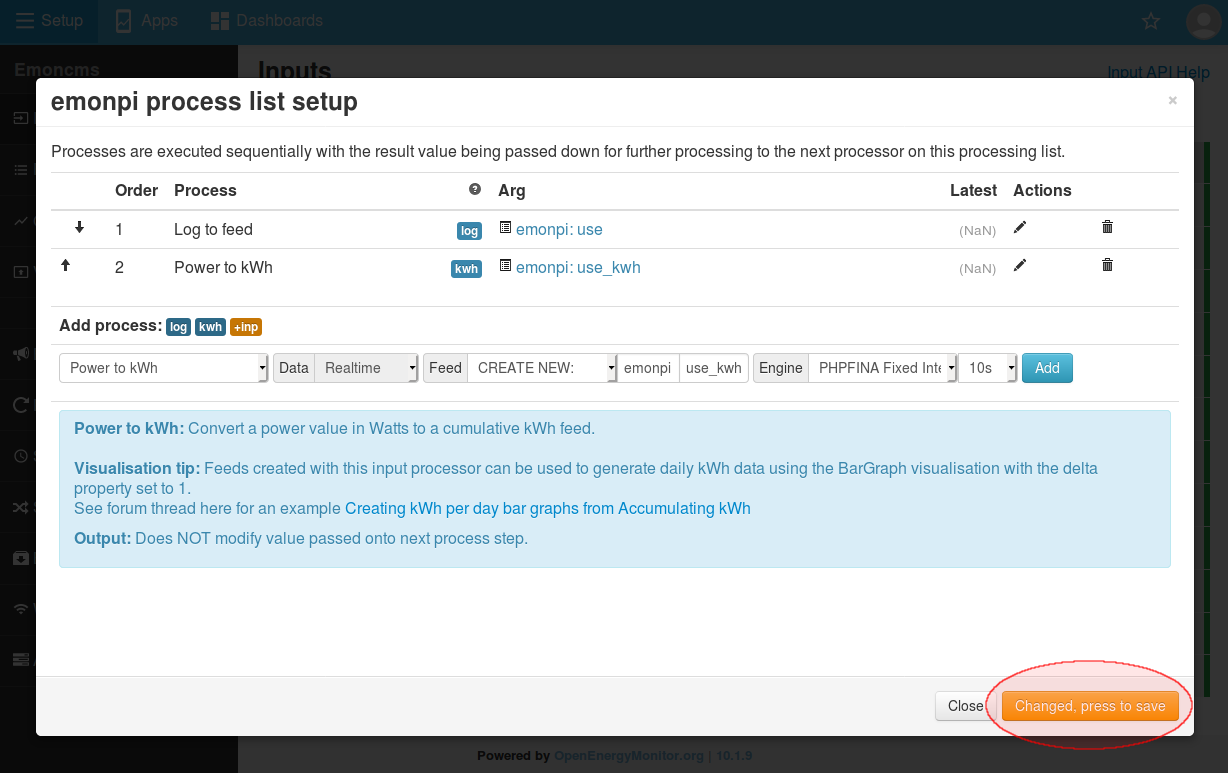 Setup Apps Dashboards
Emoncms
Inputs
Input API Help
emonpi process list setup
×
Processes are executed sequentially with the result value being passed down for further processing to the next processor on this processing list.
Order Process Arg Latest Actions
1 Log to feed log emonpi: use (NaN)
2 Power to kWh kwh emonpi: use_kwh (NaN)
Add process: log kwh +inp
Power to kWh Data Realtime Feed CREATE NEW: emonpi use_kwh Engine PHPFINA Fixed Inte 10s Add
Power to kWh: Convert a power value in Watts to a cumulative kWh feed.
Visualisation tip: Feeds created with this input processor can be used to generate daily kWh data using the BarGraph visualisation with the delta
property set to 1.
See forum thread here for an example Creating kWh per day bar graphs from Accumulating kWh
Output: Does NOT modify value passed onto next process step.
Close Changed, press to save
Powered by OpenEnergyMonitor.org | 10.1.9